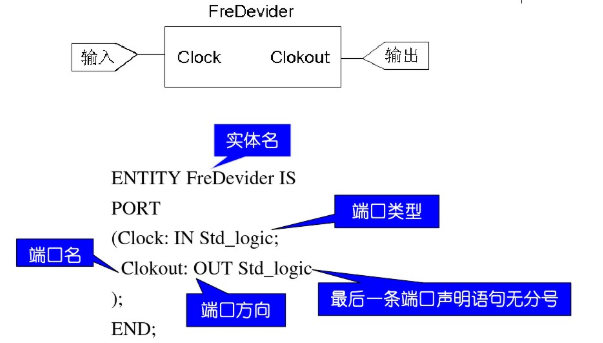 FreDevider
输入
Clock
Clokout
输出
实体名
ENTITY FreDevider IS
PORT
端口类型
(Clock: IN Std_logic;
端口名
Clokout: OUT Std_logic
端口方向
最后一条端口声明语句无分号
);
END;